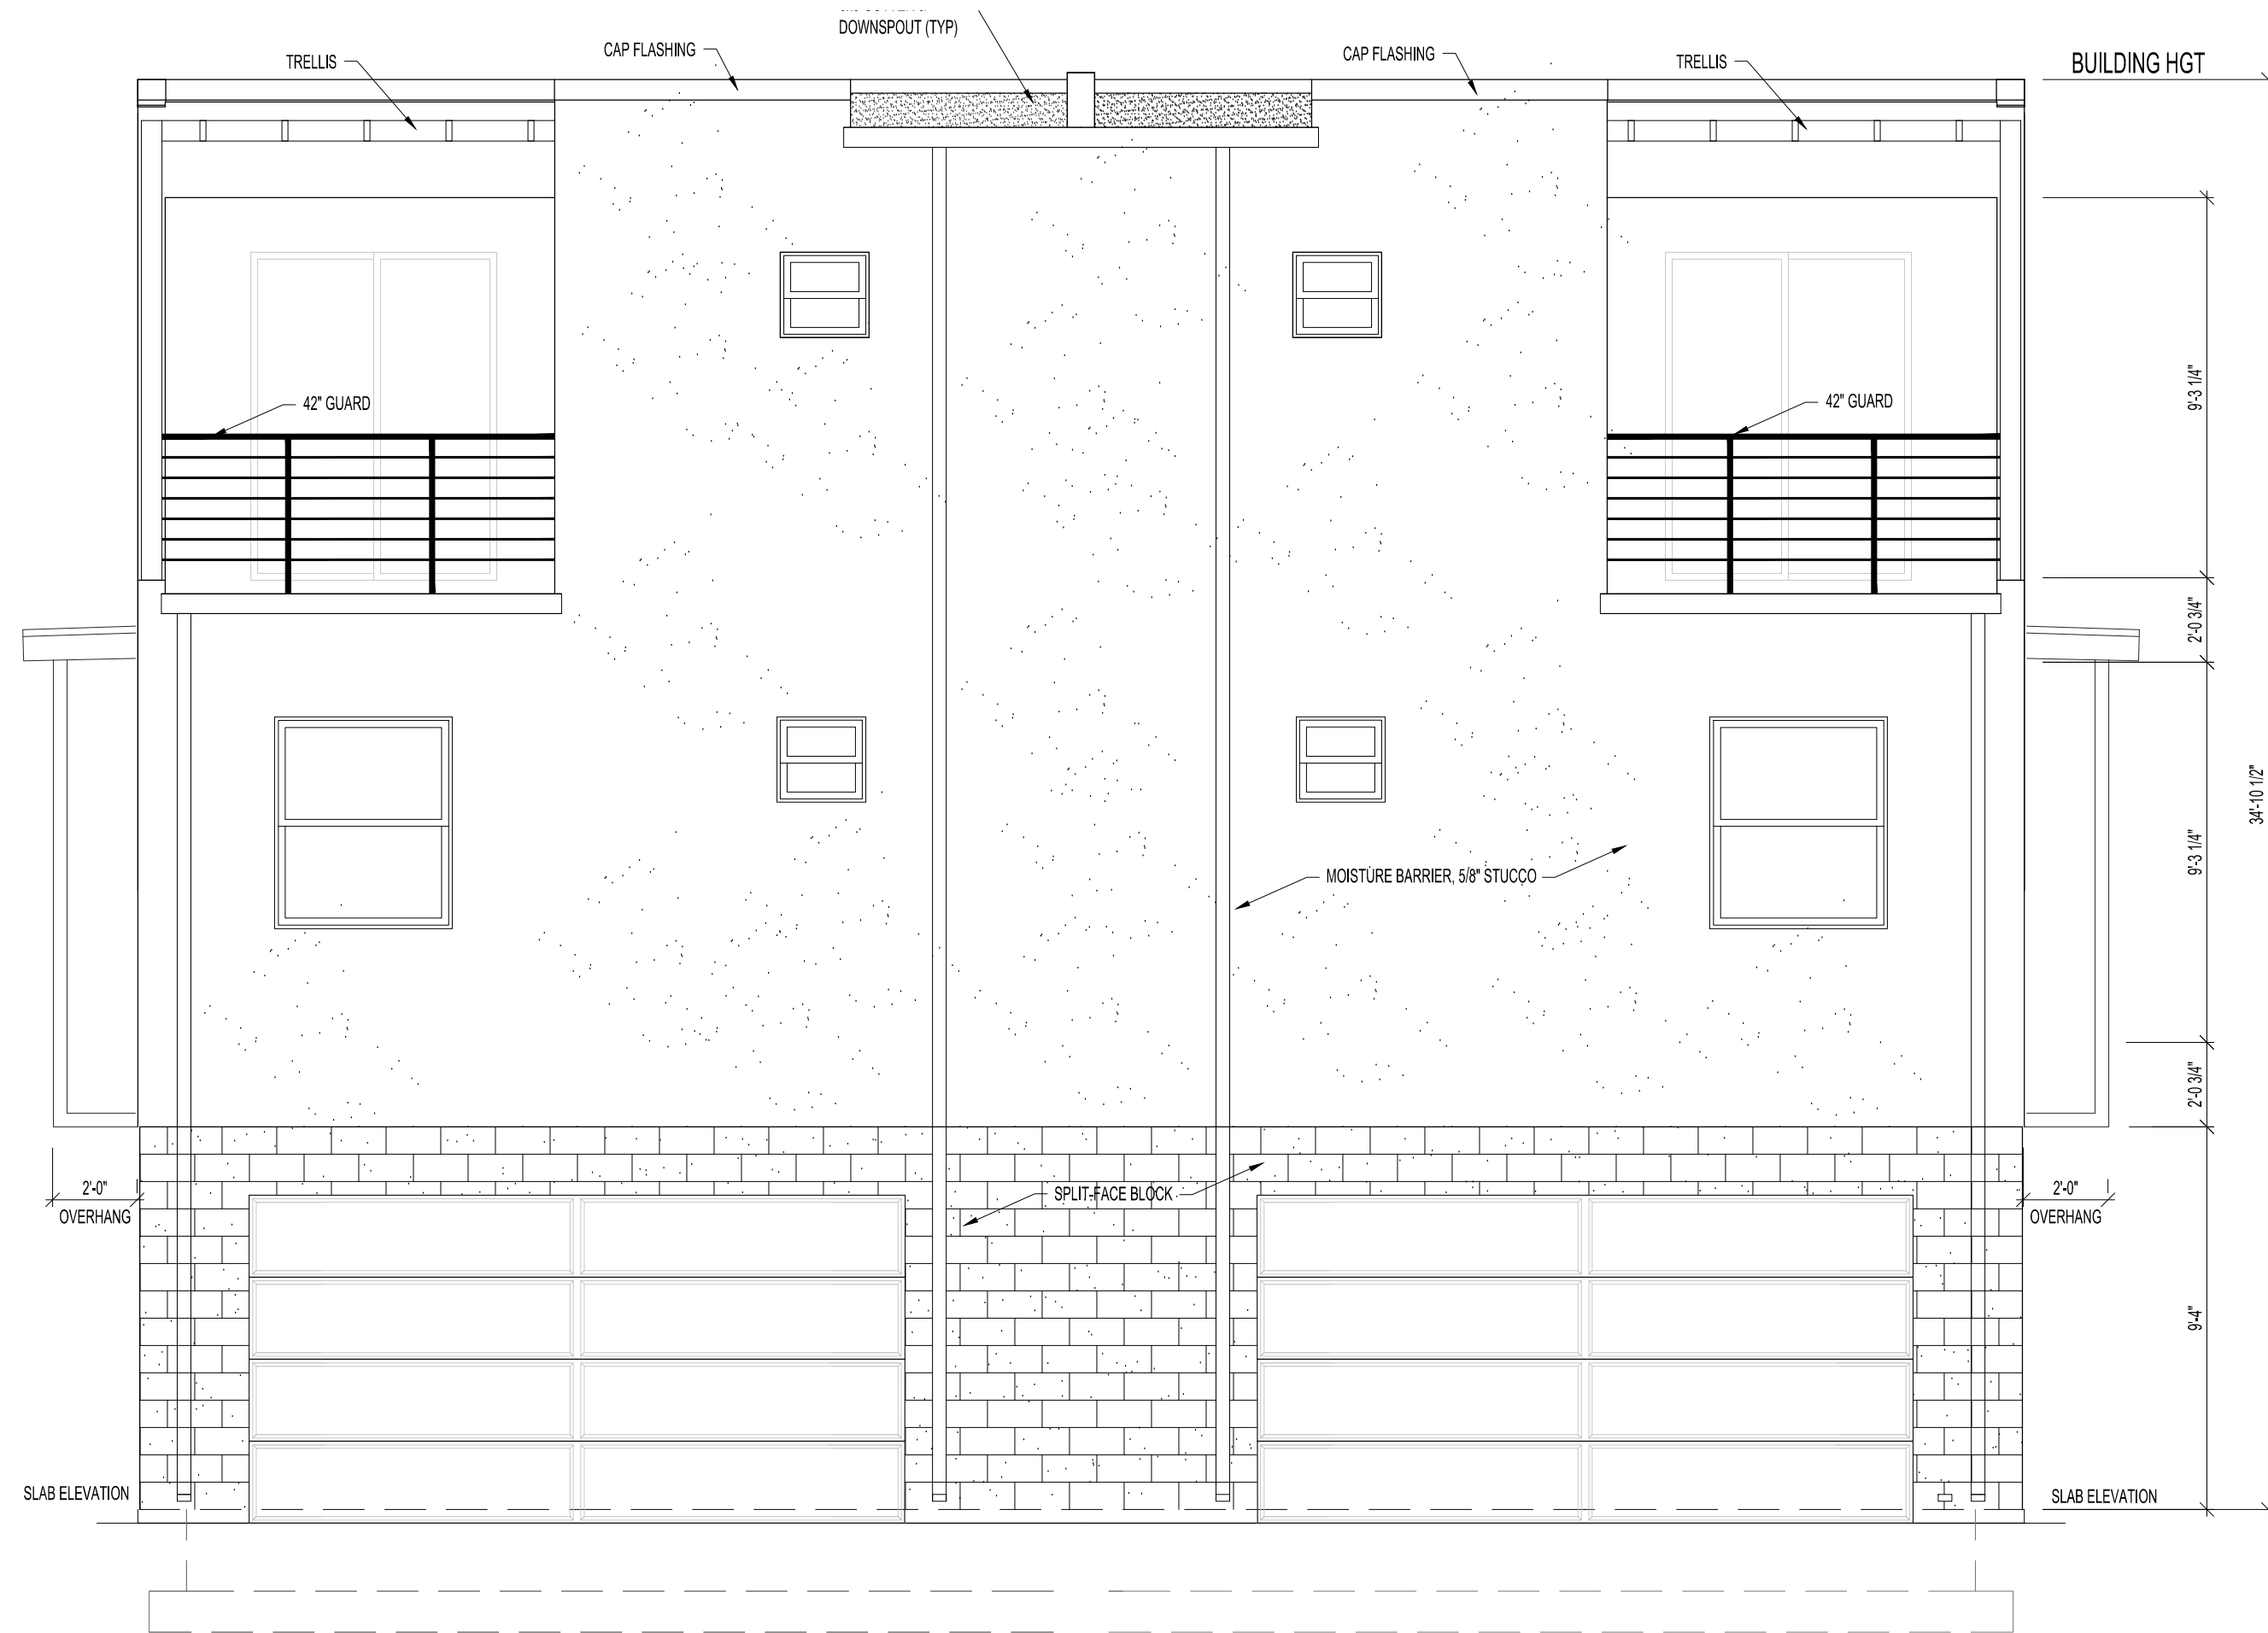 DOWNSPOUT (TYP)
CAP FLASHING
CAP FLASHING
TRELLIS
TRELLIS
BUILDING HGT
42" GUARD
42" GUARD
9'-3 1/4"
2'-0 3/4"
34'-10 1/2"
9'-3 1/4"
MOISTURE BARRIER, 5/8" STUCCO
2'-0 3/4"
2'-0"
OVERHANG
SPLIT-FACE BLOCK
2'-0"
OVERHANG
9'-4"
SLAB ELEVATION
SLAB ELEVATION